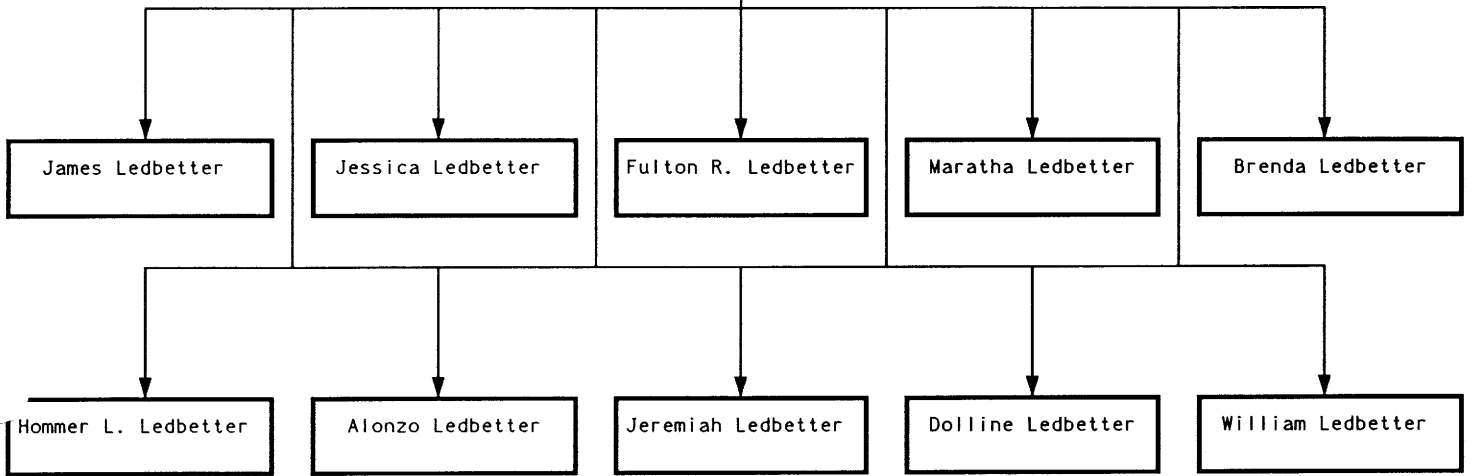 James Ledbetter
Jessica Ledbetter
Fulton R. Ledbetter
Maratha Ledbetter
Brenda Ledbetter
Hommer L. Ledbetter
Alonzo Ledbetter
Jeremiah Ledbetter
Dolline Ledbetter
William Ledbetter